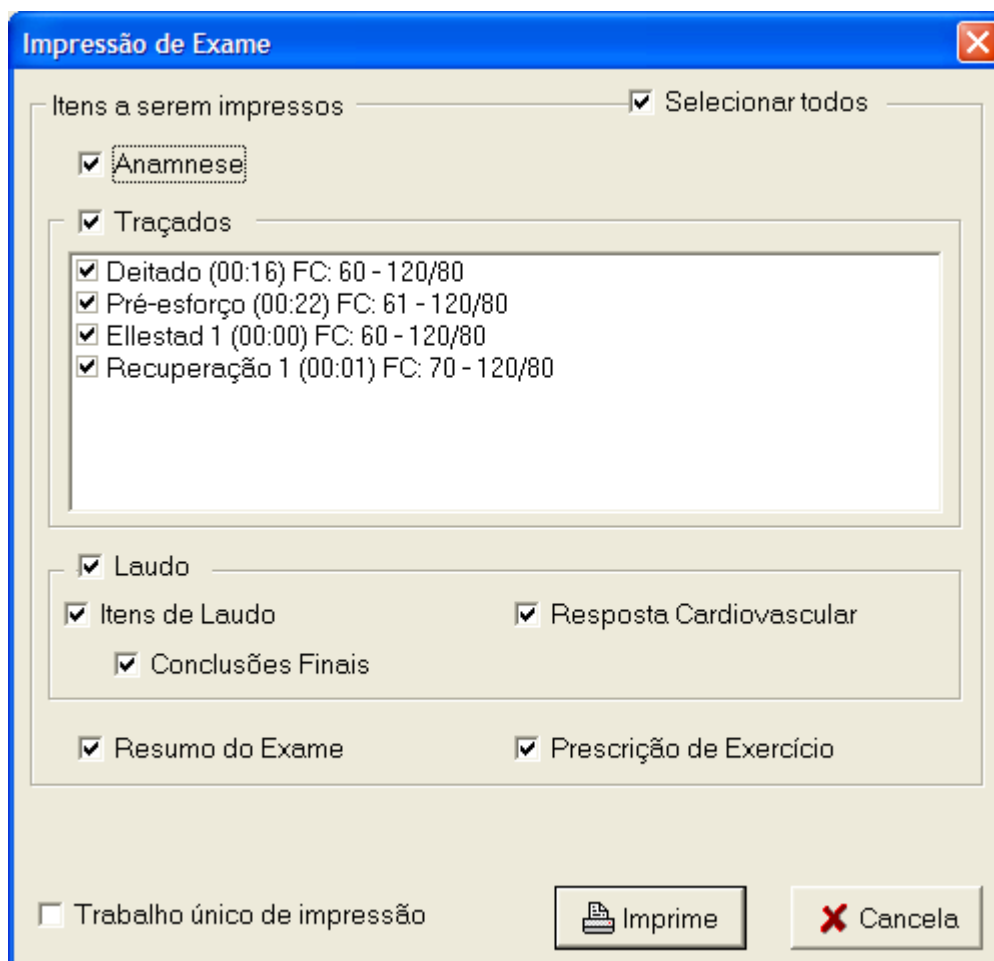 Impressão de Exame
Itens a serem impressos Selecionar todos
Anamnese
Traçados
Deitado (00:16) FC: 60 - 120/80
Pré-esforço (00:22) FC: 61 - 120/80
Ellestad 1 (00:00) FC: 60 - 120/80
Recuperação 1 (00:01) FC: 70 - 120/80
Laudo
Itens de Laudo Resposta Cardiovascular
Conclusões Finais
Resumo do Exame Prescrição de Exercício
Trabalho único de impressão Imprime Cancela